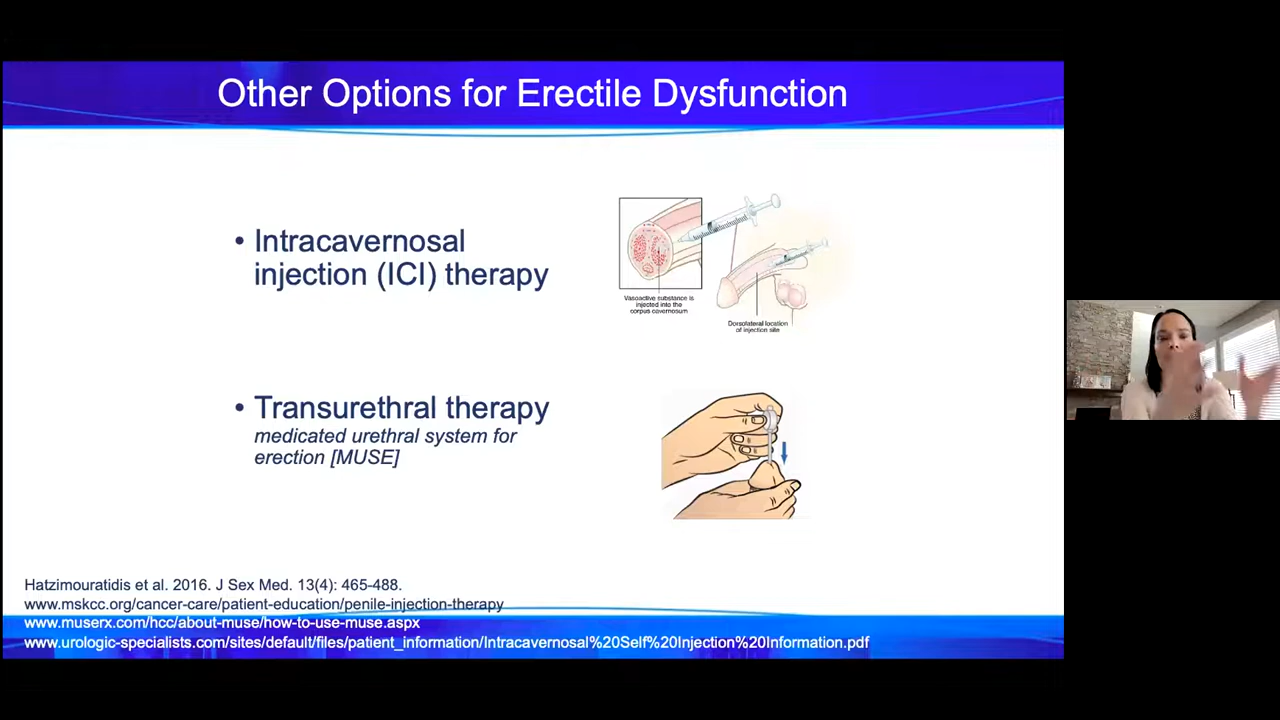 Other Options for Erectile Dysfunction
• Intracavernosal
injection (ICI) therapy
Vasoactive substance is
injected into the
corpus cavernosum
Dorsolateral location
of injection site
• Transurethral therapy
medicated urethral system for
erection [MUSE]
Hatzimouratidis et al. 2016. J Sex Med. 13(4): 465-488.
www.mskcc.org/cancer-care/patient-education/penile-injection-therapy
www.muserx.com/hcc/about-muse/how-to-use-muse.aspx
www.urologic-specialists.com/sites/default/files/patient_information/Intracavernosal%20Self%20Injection%20Information.pdf